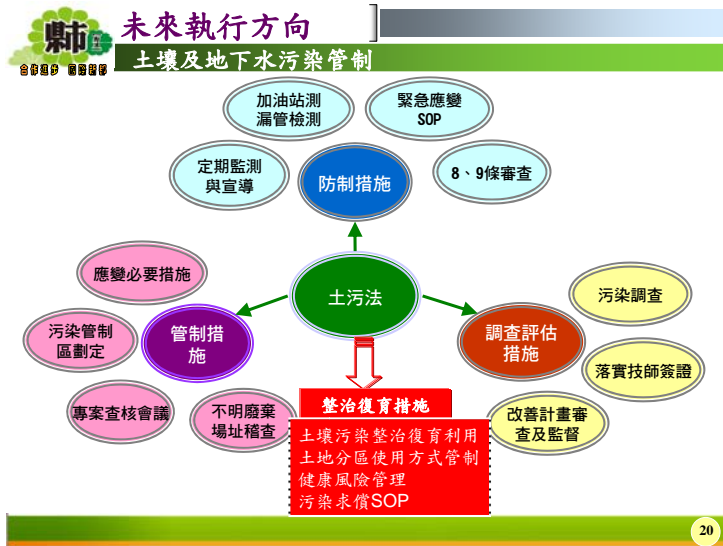 縣市
合作進步
未來執行方向
土壤及地下水污染管制
加油站測
漏管檢測
緊急應變
SOP
定期監測
與宣導
防制措施
8、9條審查
應變必要措施
土污法
污染調查
污染管制
區劃定
管制措
施
調查評估
措施
落實技師簽證
專案查核會議
不明廢棄
場址稽查
整治復育措施
改善計畫審
查及監督
土壤污染整治復育利用
土地分區使用方式管制
健康風險管理
污染求償SOP
20